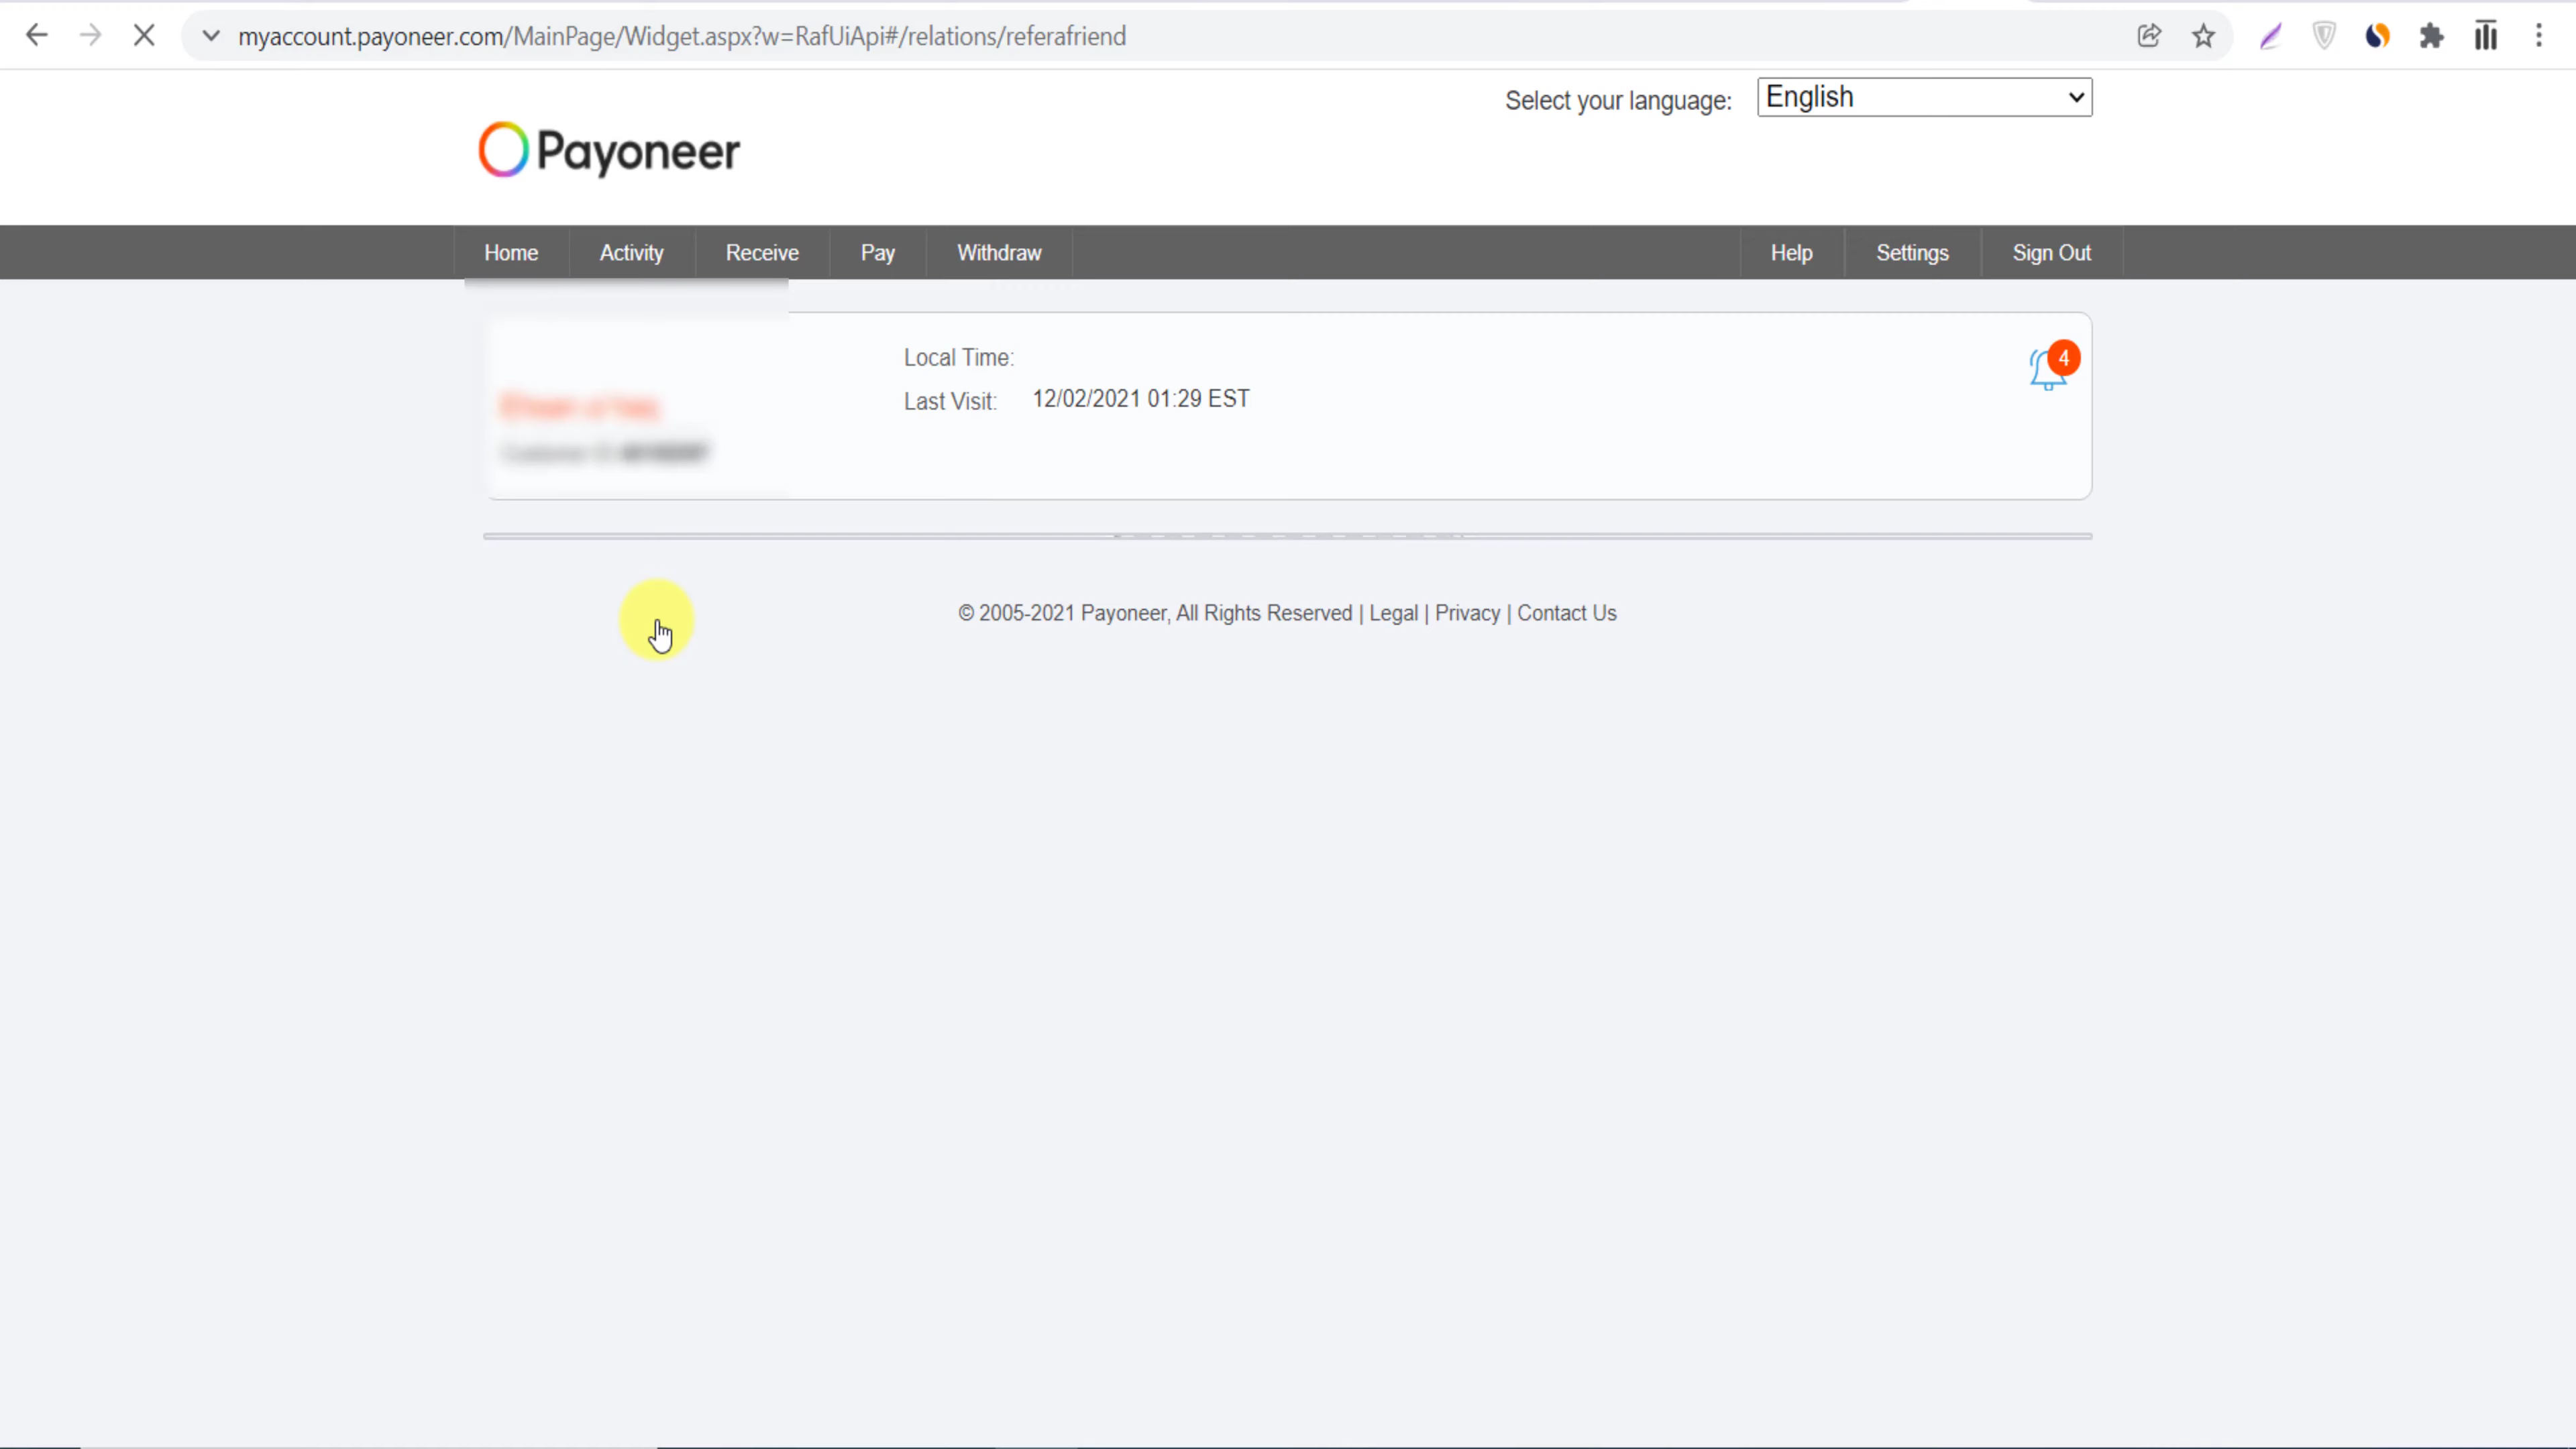 myaccount.payoneer.com/MainPage/Widget.aspx?w=RafUiApi#/relations/referafriend
Select your language: English
Payoneer
Home Activity Receive Pay Withdraw Help Settings Sign Out
4
Local Time:
Last Visit: 12/02/2021 01:29 EST
© 2005-2021 Payoneer, All Rights Reserved | Legal | Privacy | Contact Us